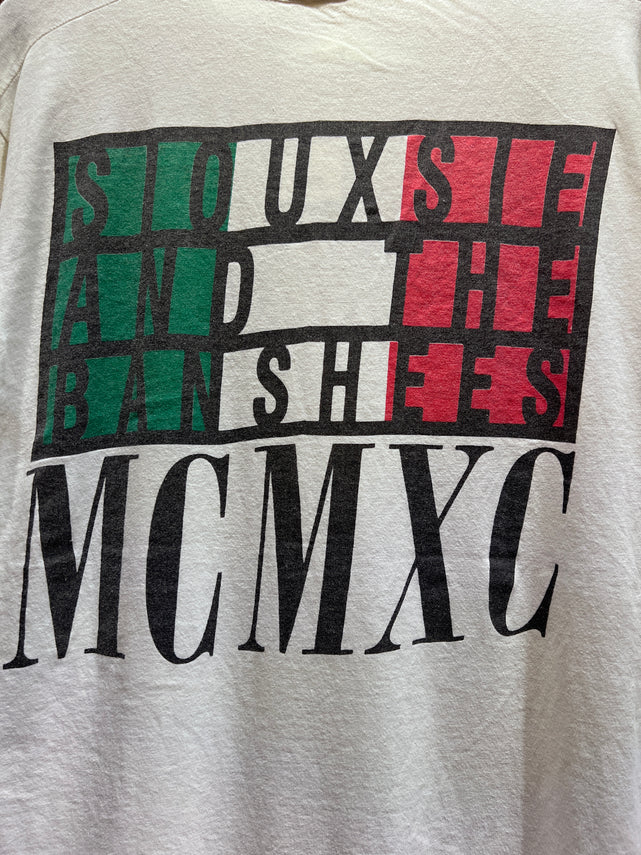 SIOUXSIE
AND THE
BANSHEES
MCMXC